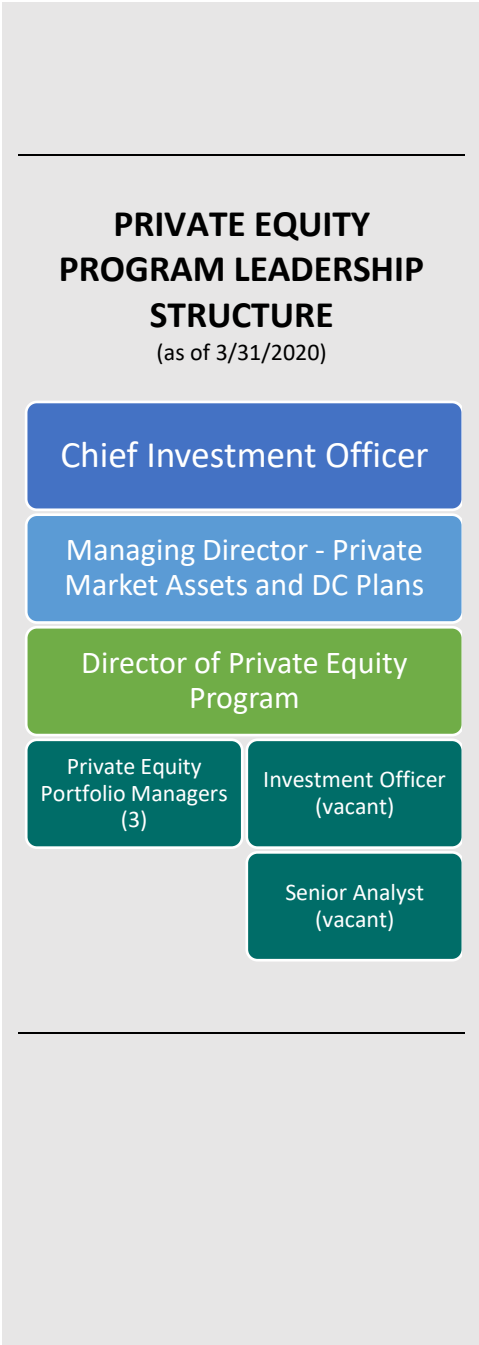 PRIVATE EQUITY
PROGRAM LEADERSHIP
STRUCTURE
(as of 3/31/2020)
Chief Investment Officer
Managing Director - Private
Market Assets and DC Plans
Director of Private Equity
Program
Private Equity
Portfolio Managers
(3)
Investment Officer
(vacant)
Senior Analyst
(vacant)